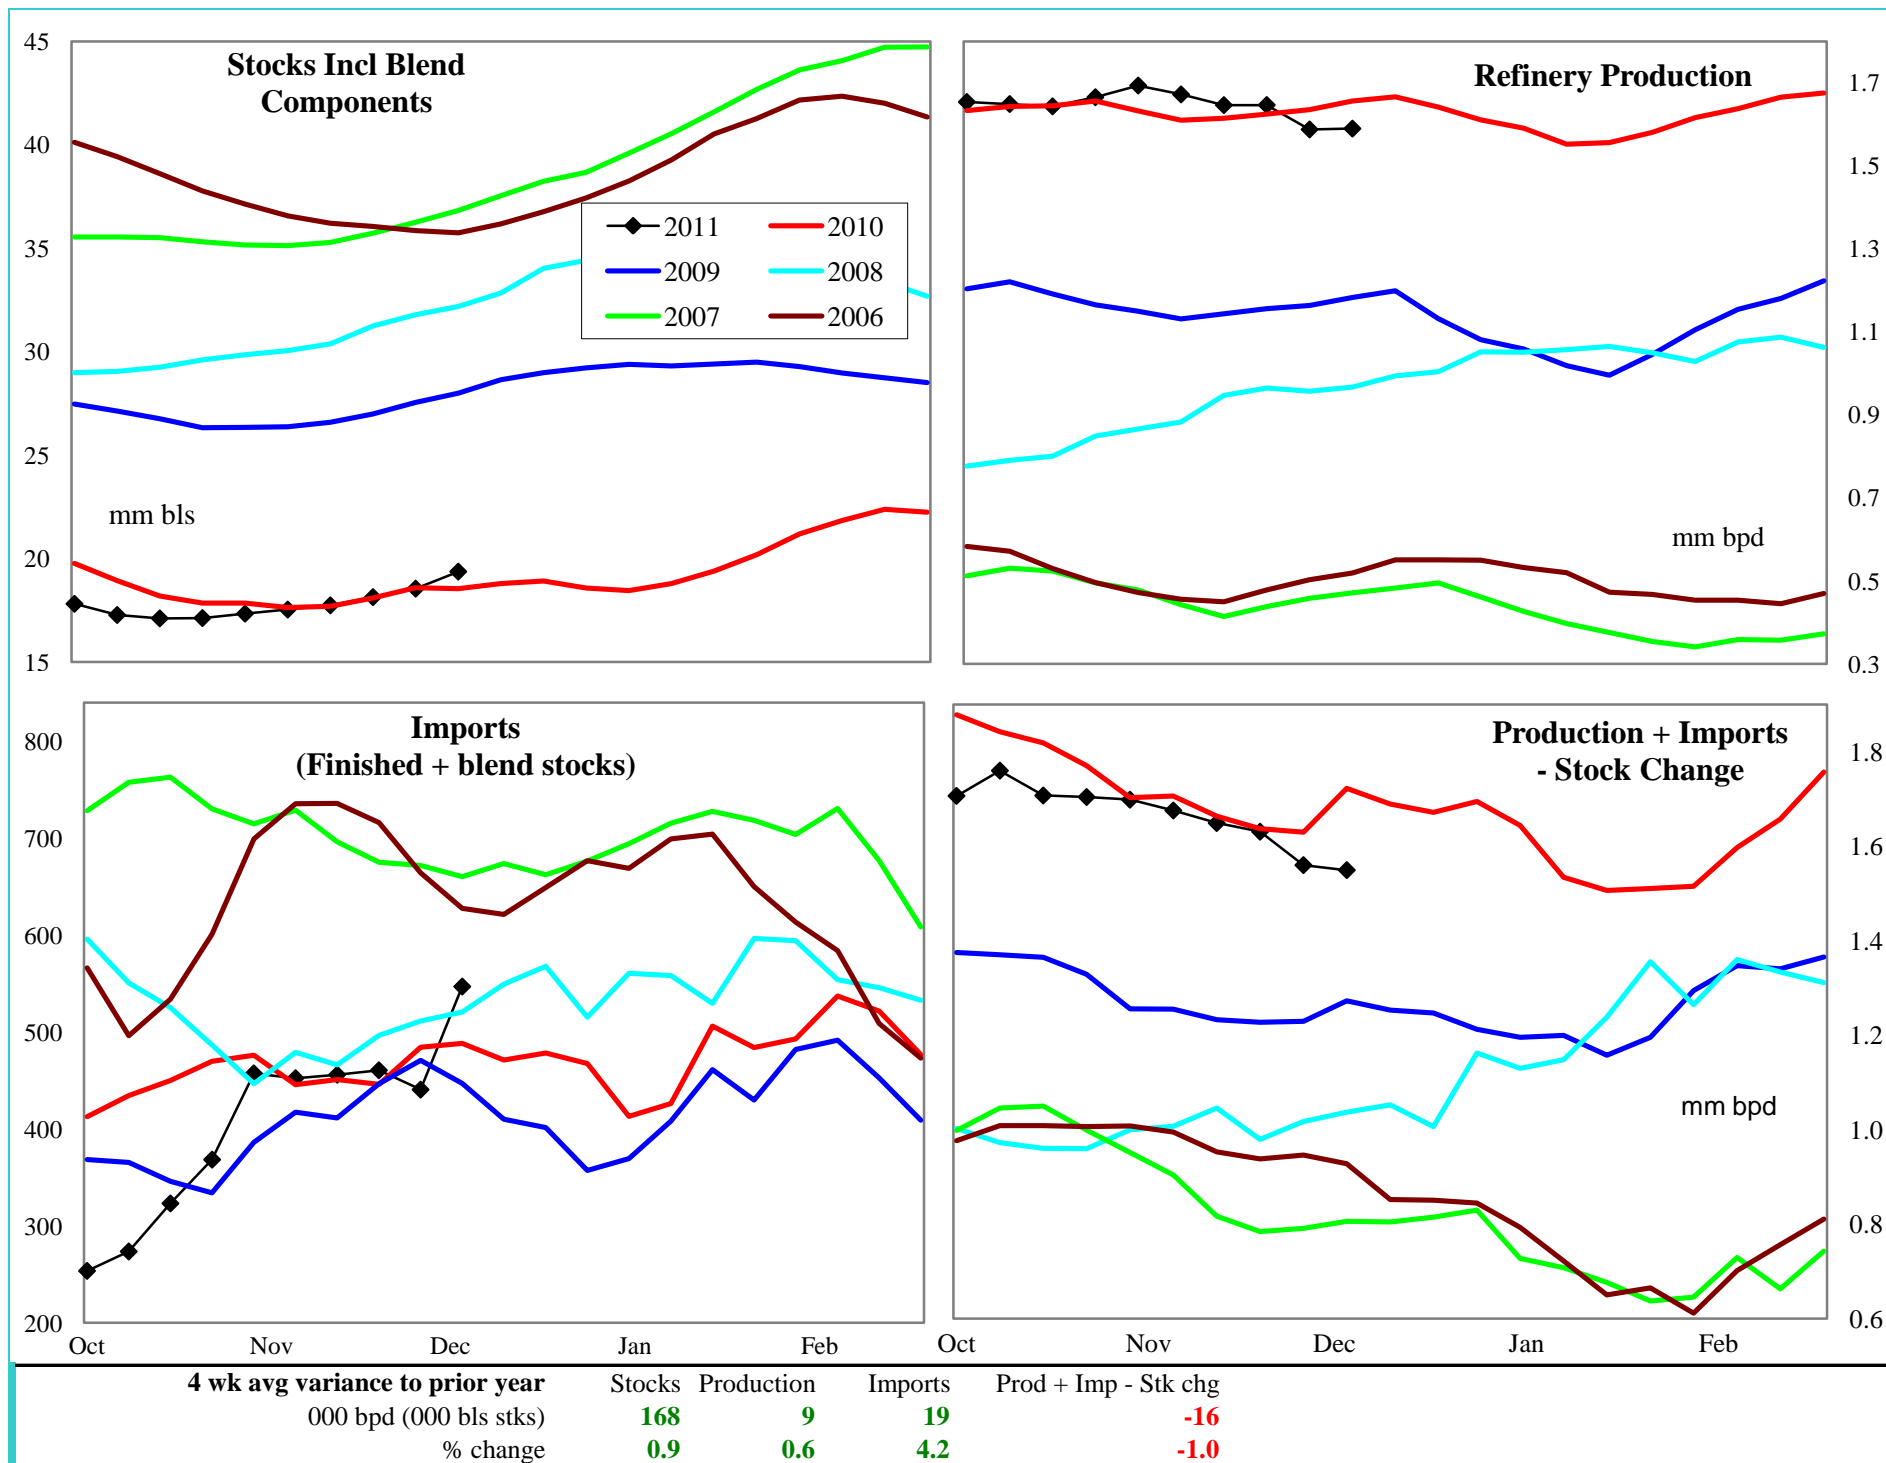 Stocks Incl Blend
Components
45
40
35
30
25
20
15
mm bls
2011
2010
2009
2008
2007
2006
Refinery Production
1.7
1.5
1.3
1.1
0.9
0.7
0.5
0.3
mm bpd
Imports
(Finished + blend stocks)
800
700
600
500
400
300
200
Oct Nov Dec Jan Feb
Production + Imports
- Stock Change
1.8
1.6
1.4
1.2
1.0
0.8
0.6
mm bpd
Oct Nov Dec Jan Feb
4 wk avg variance to prior year Stocks Production Imports Prod + Imp - Stk chg
000 bpd (000 bls stks) 168 9 19 -16
% change 0.9 0.6 4.2 -1.0